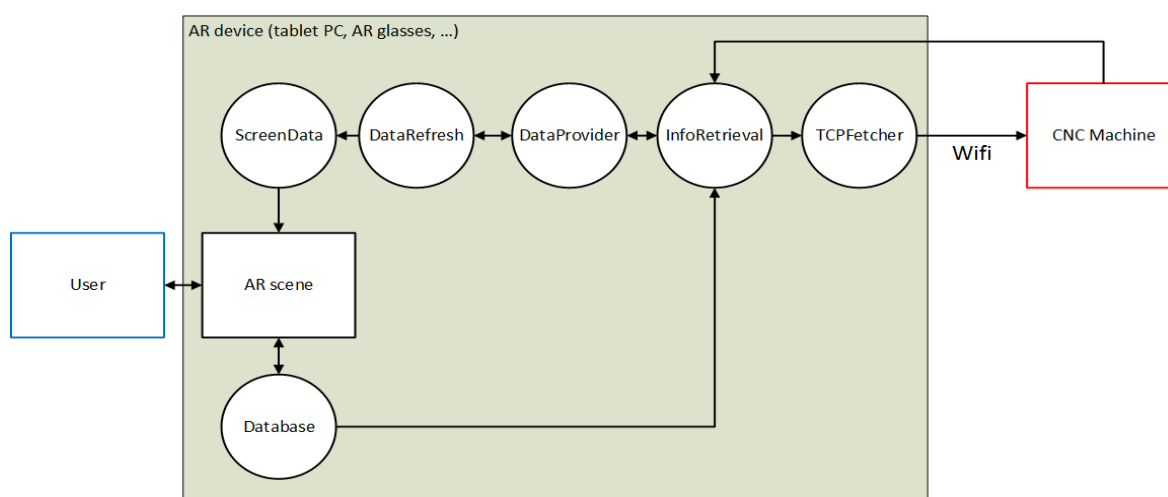 AR device (tablet PC, AR glasses, ...)
ScreenData
DataRefresh
DataProvider
InfoRetrieval
TCPFetcher
Wifi
CNC Machine
User
AR scene
Database